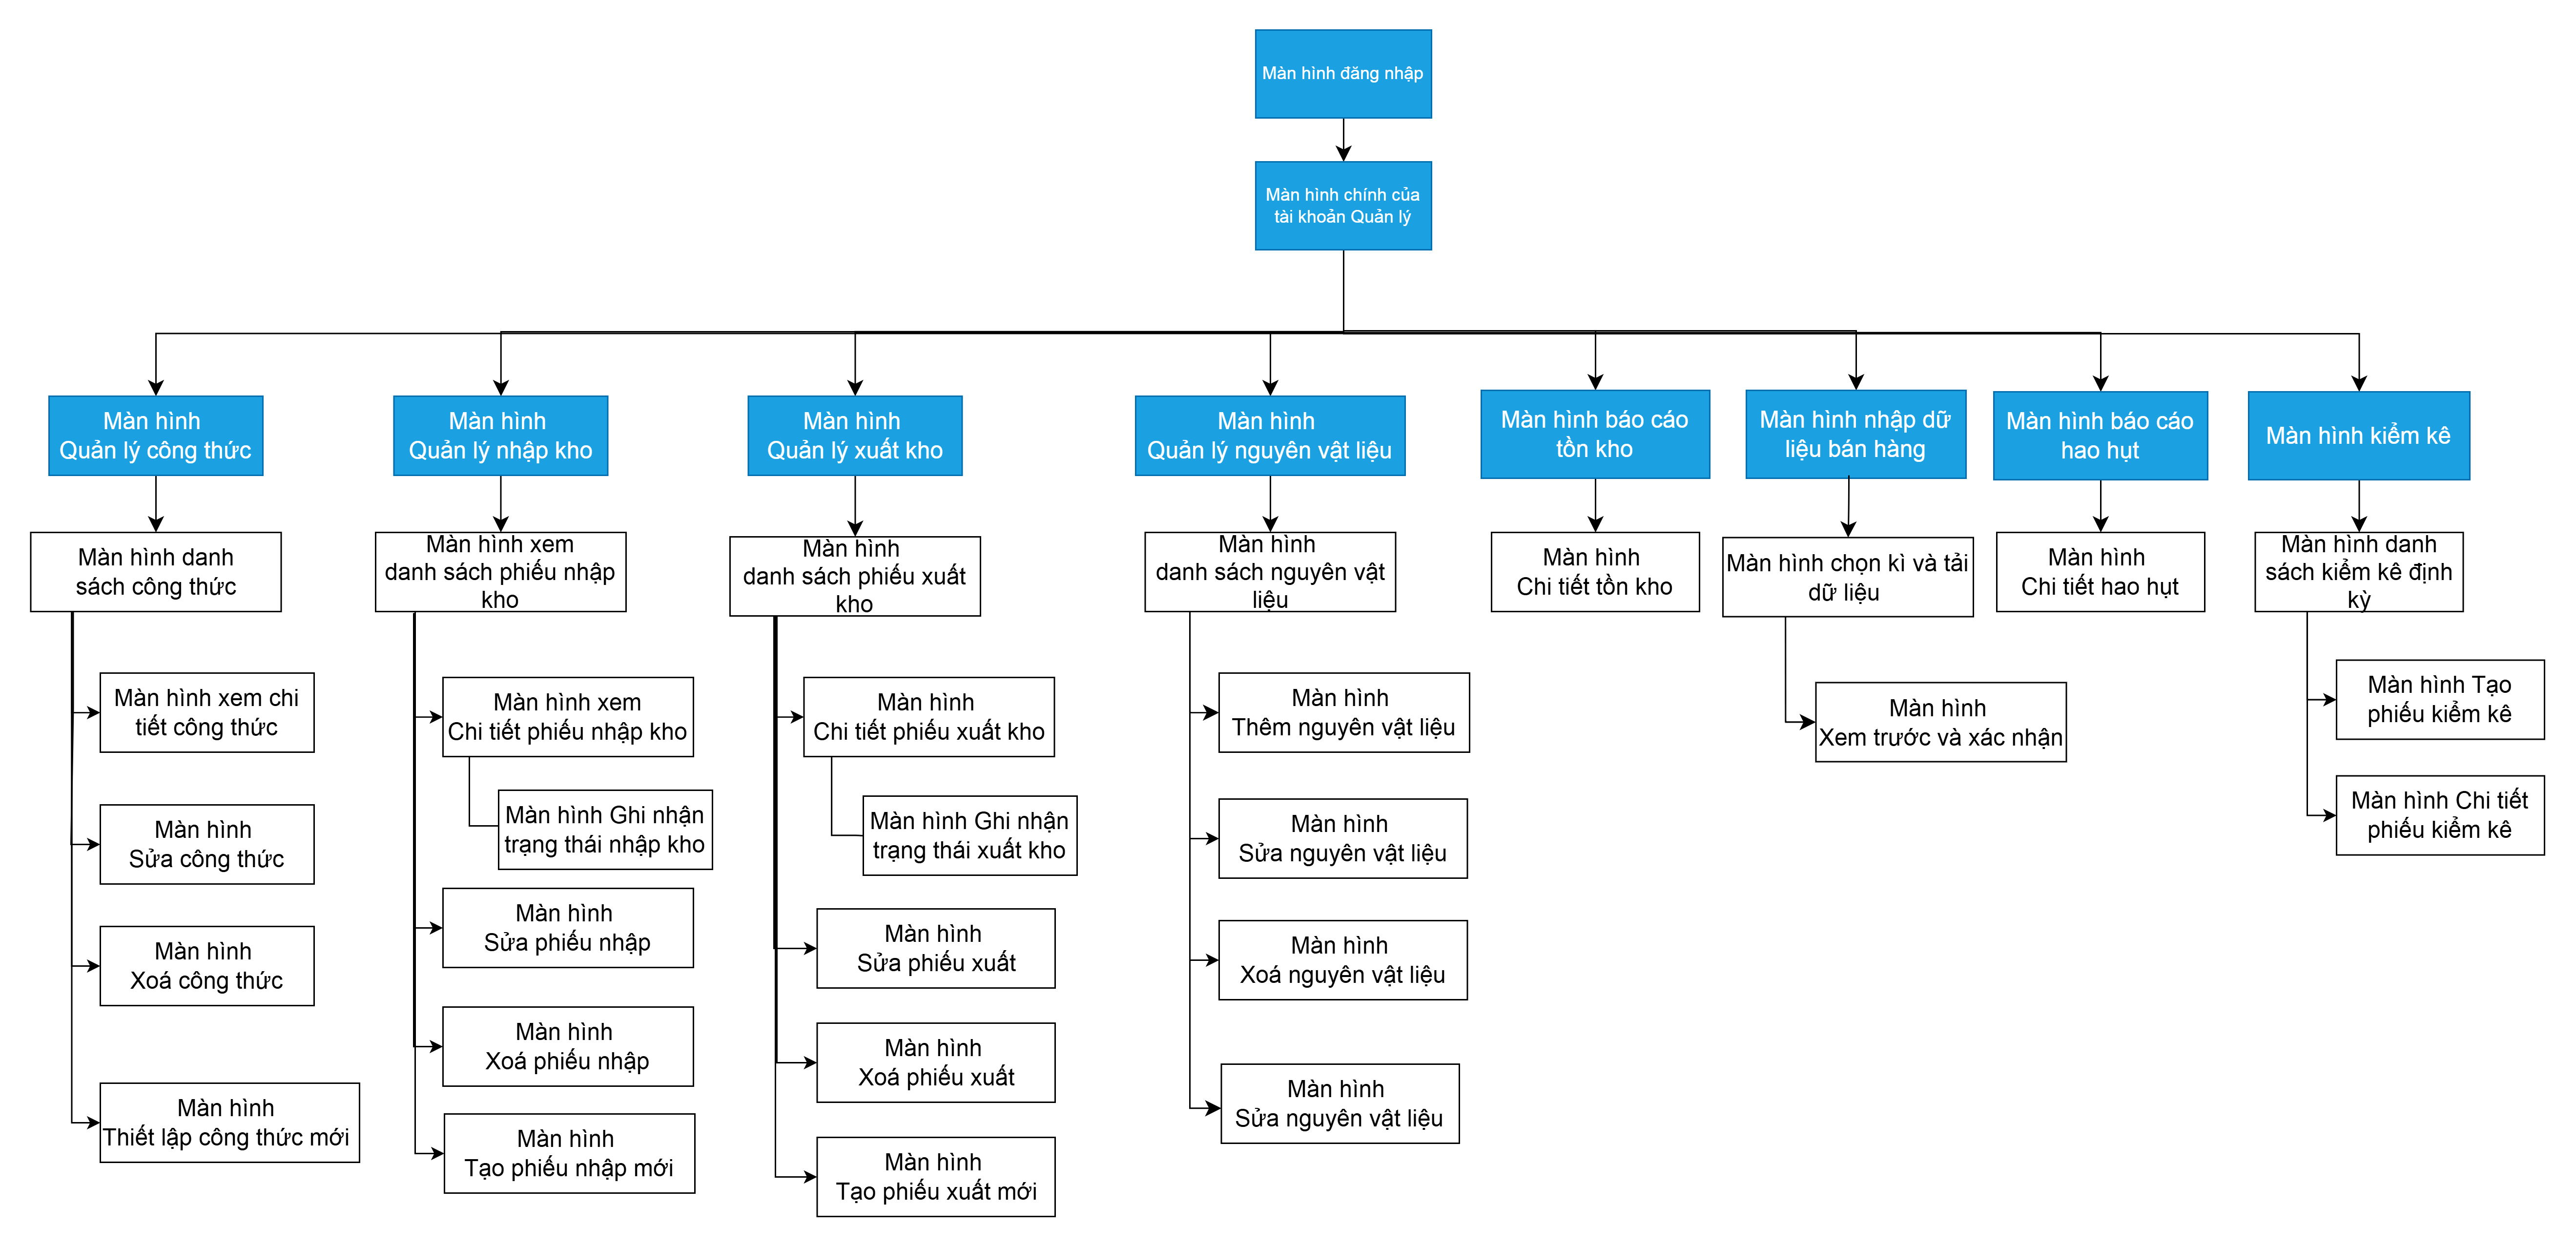 Màn hình đăng nhập
Màn hình chính của
tài khoản Quản lý
Màn hình
Quản lý công thức
Màn hình
Quản lý nhập kho
Màn hình
Quản lý xuất kho
Màn hình
Quản lý nguyên vật liệu
Màn hình báo cáo
tồn kho
Màn hình nhập dữ
liệu bán hàng
Màn hình báo cáo
hao hụt
Màn hình kiểm kê
Màn hình danh
sách công thức
Màn hình xem
danh sách phiếu nhập
kho
Màn hình
danh sách phiếu xuất
kho
Màn hình
danh sách nguyên vật
liệu
Màn hình
Chi tiết tồn kho
Màn hình chọn kì và tải
dữ liệu
Màn hình
Chi tiết hao hụt
Màn hình danh
sách kiểm kê định
kỳ
Màn hình xem chi
tiết công thức
Màn hình
Sửa công thức
Màn hình
Xoá công thức
Màn hình
Thiết lập công thức mới
Màn hình xem
Chi tiết phiếu nhập kho
Màn hình Ghi nhận
trạng thái nhập kho
Màn hình
Sửa phiếu nhập
Màn hình
Xoá phiếu nhập
Màn hình
Tạo phiếu nhập mới
Màn hình
Chi tiết phiếu xuất kho
Màn hình Ghi nhận
trạng thái xuất kho
Màn hình
Sửa phiếu xuất
Màn hình
Xoá phiếu xuất
Màn hình
Tạo phiếu xuất mới
Màn hình
Thêm nguyên vật liệu
Màn hình
Sửa nguyên vật liệu
Màn hình
Xoá nguyên vật liệu
Màn hình
Sửa nguyên vật liệu
Màn hình
Xem trước và xác nhận
Màn hình Tạo
phiếu kiểm kê
Màn hình Chi tiết
phiếu kiểm kê